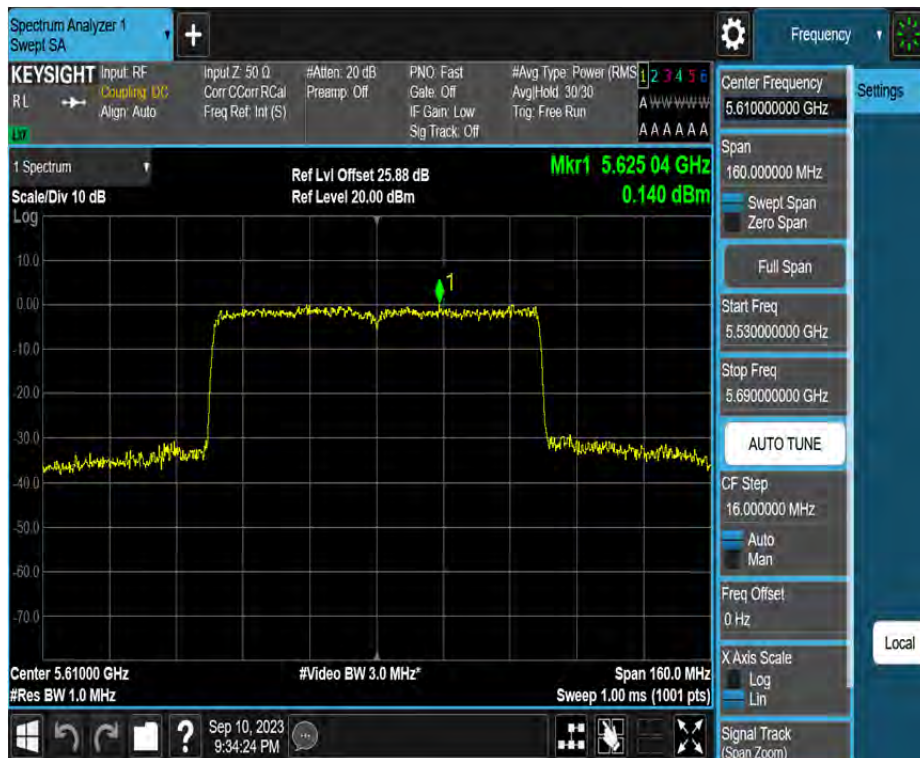 Spectrum Analyzer 1
Swept SA
+
Frequency
KEYSIGHT
RL
Input: RF
Coupling: DC
Align: Auto
Input Z: 50 Ω
Corr CCorr RCal
Freq Ref: Int (S)
#Atten: 20 dB
Preamp: Off
PNO: Fast
Gate: Off
IF Gain: Low
Sig Track: Off
#Avg Type: Power (RMS
Avg|Hold: 30/30
Trig: Free Run
1 2 3 4 5 6
A W W W W W
A A A A A A
1 Spectrum
Scale/Div 10 dB
Log
Ref Lvl Offset 25.88 dB
Ref Level 20.00 dBm
Mkr1 5.625 04 GHz
0.140 dBm
10.0
0.00
-10.0
-20.0
-30.0
-40.0
-50.0
-60.0
-70.0
1
Center 5.61000 GHz
#Res BW 1.0 MHz
#Video BW 3.0 MHz*
Span 160.0 MHz
Sweep 1.00 ms (1001 pts)
Sep 10, 2023
9:34:24 PM
?
Center Frequency
5.610000000 GHz
Span
160.000000 MHz
Swept Span
Zero Span
Full Span
Start Freq
5.530000000 GHz
Stop Freq
5.690000000 GHz
AUTO TUNE
CF Step
16.000000 MHz
Auto
Man
Freq Offset
0 Hz
X Axis Scale
Log
Lin
Signal Track
(Span Zoom)
Settings
Local